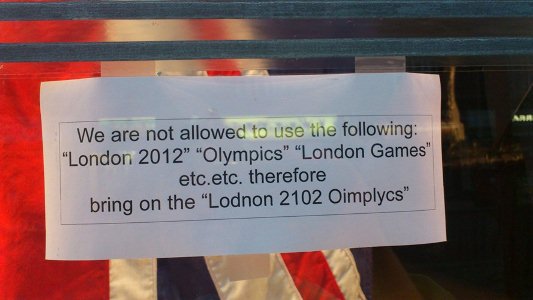 We are not allowed to use the following:
“London 2012” “Olympics” “London Games”
etc.etc. therefore
bring on the “Lodnon 2102 Oimplycs”